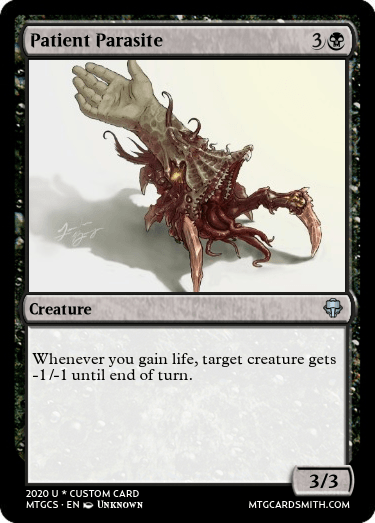 Patient Parasite 3
Creature
Whenever you gain life, target creature gets
-1/-1 until end of turn.
3/3
2020 U * CUSTOM CARD
MTGCS · EN UNKNOWN
MTGCARDSMITH.COM